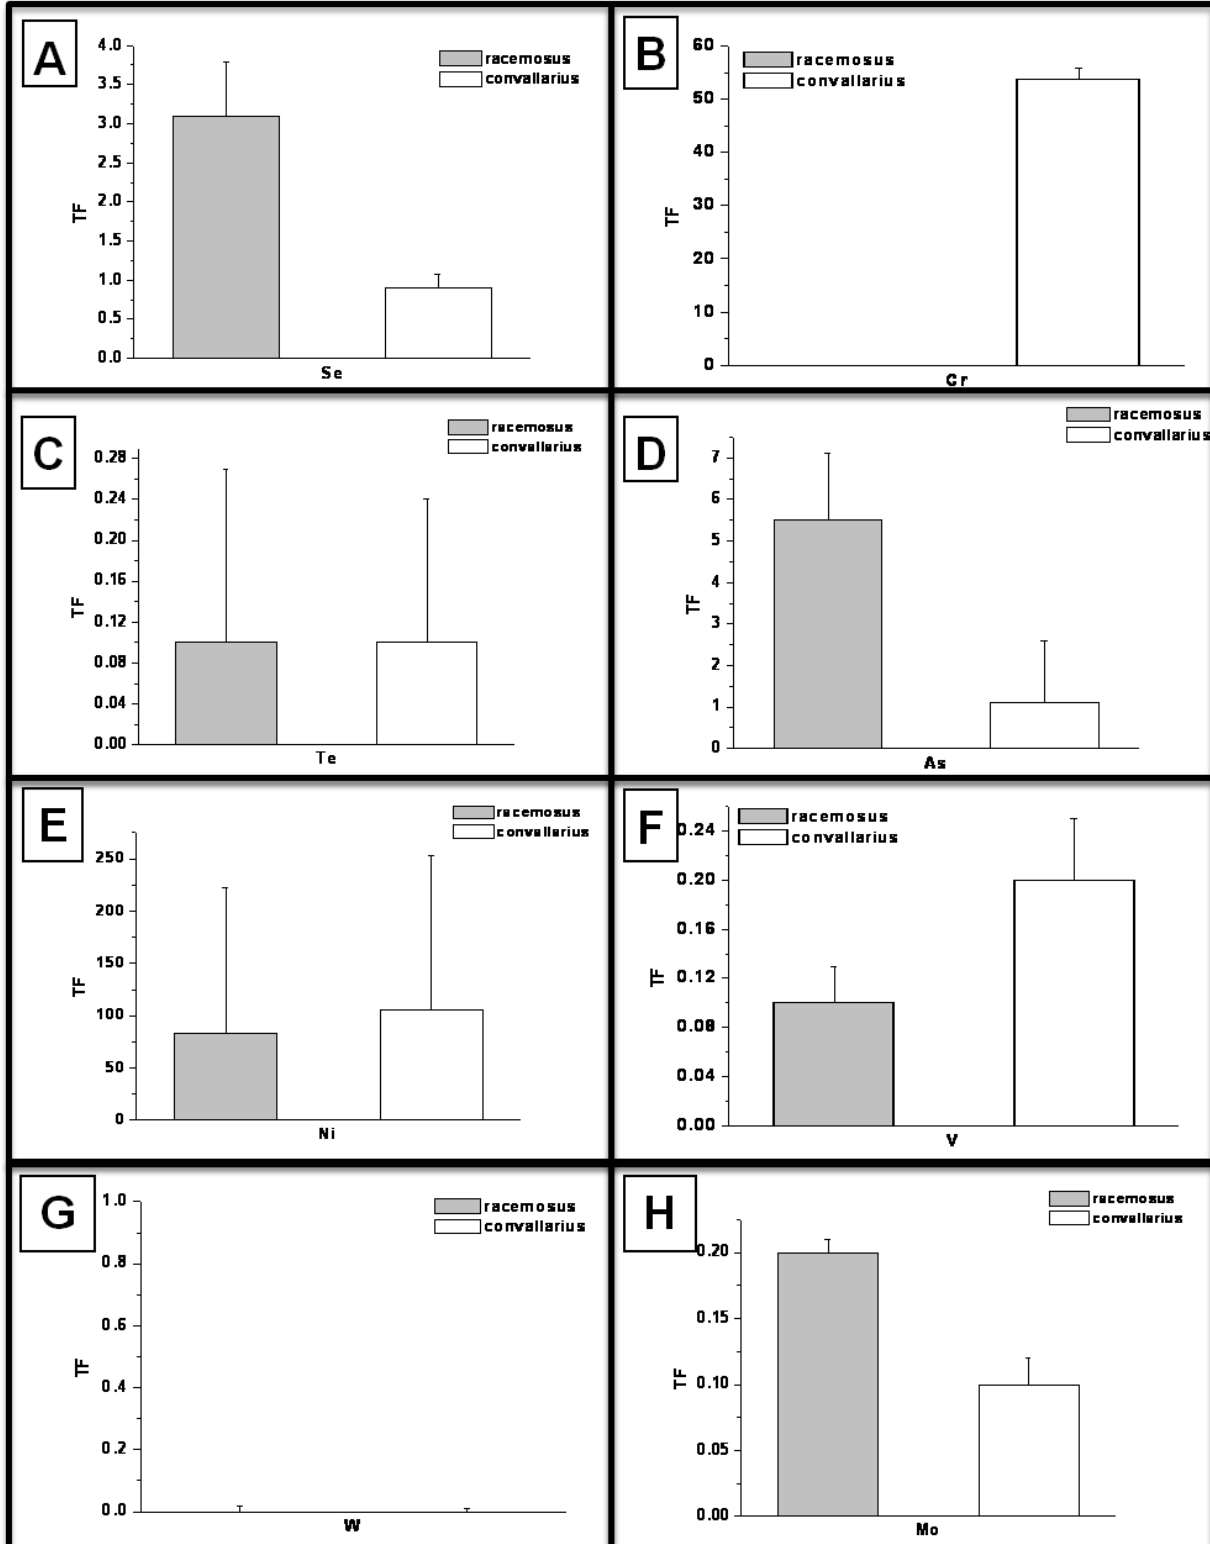 A
4.0
3.5
3.0
2.5
2.0
1.5
1.0
0.5
0.0
TF
Se
racemosus
convallarius
B
60
50
40
30
20
10
0
TF
Cr
racemosus
convallarius
C
0.28
0.24
0.20
0.16
0.12
0.08
0.04
0.00
TF
Te
racemosus
convallarius
D
7
6
5
4
3
2
1
0
TF
As
racemosus
convallarius
E
250
200
150
100
50
0
TF
Ni
racemosus
convallarius
F
0.24
0.20
0.16
0.12
0.08
0.04
0.00
TF
V
racemosus
convallarius
G
1.0
0.8
0.6
0.4
0.2
0.0
TF
W
racemosus
convallarius
H
0.20
0.15
0.10
0.05
0.00
TF
Mo
racemosus
convallarius